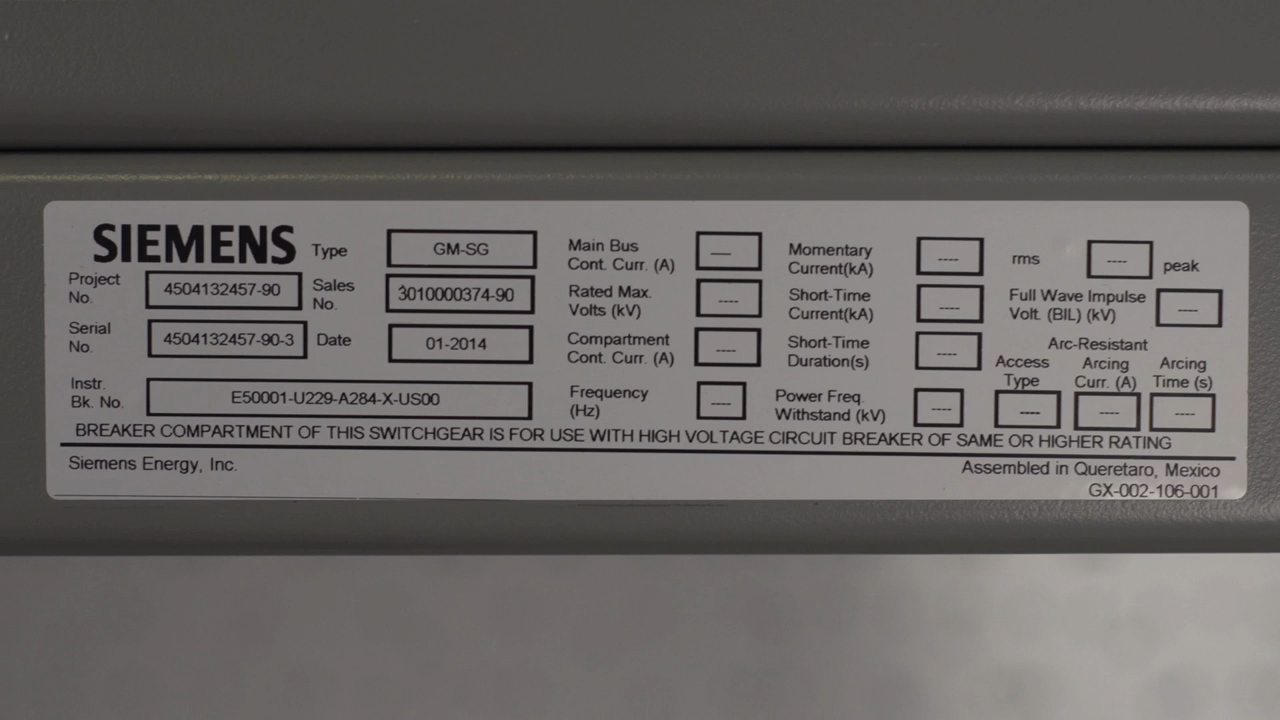 SIEMENS Type GM-SG Main Bus Cont. Curr. (A) — Momentary Current(kA) ---- rms ---- peak
Project No. 4504132457-90 Sales No. 3010000374-90 Rated Max. Volts (kV) ---- Short-Time Current(kA) ---- Full Wave Impulse Volt. (BIL) (kV) ----
Serial No. 4504132457-90-3 Date 01-2014 Compartment Cont. Curr. (A) ---- Short-Time Duration(s) ---- Arc-Resistant
Instr. Bk. No. E50001-U229-A284-X-US00 Frequency (Hz) ---- Power Freq. Withstand (kV) ---- Access Type ---- Arcing Curr. (A) ---- Arcing Time (s) ----
BREAKER COMPARTMENT OF THIS SWITCHGEAR IS FOR USE WITH HIGH VOLTAGE CIRCUIT BREAKER OF SAME OR HIGHER RATING
Siemens Energy, Inc. Assembled in Queretaro, Mexico
GX-002-106-001